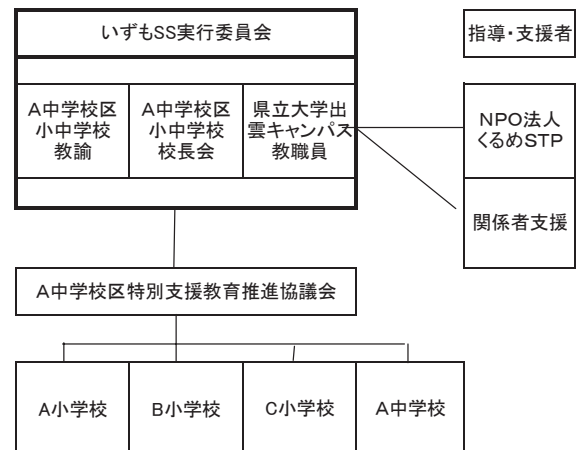 いずもSS実行委員会
指導・支援者
A中学校区
小中学校
教諭
A中学校区
小中学校
校長会
県立大学出
雲キャンパス
教職員
NPO法人
くるめSTP
関係者支援
A中学校区特別支援教育推進協議会
A小学校
B小学校
C小学校
A中学校